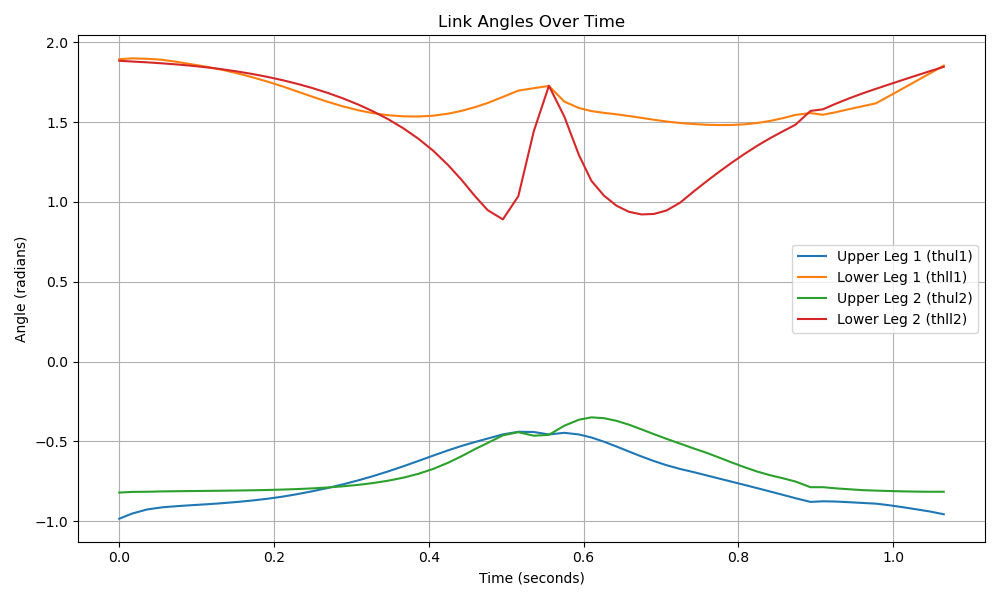 Link Angles Over Time
2.0
1.5
1.0
0.5
0.0
−0.5
−1.0
Angle (radians)
Upper Leg 1 (thul1)
Lower Leg 1 (thll1)
Upper Leg 2 (thul2)
Lower Leg 2 (thll2)
0.0 0.2 0.4 0.6 0.8 1.0
Time (seconds)